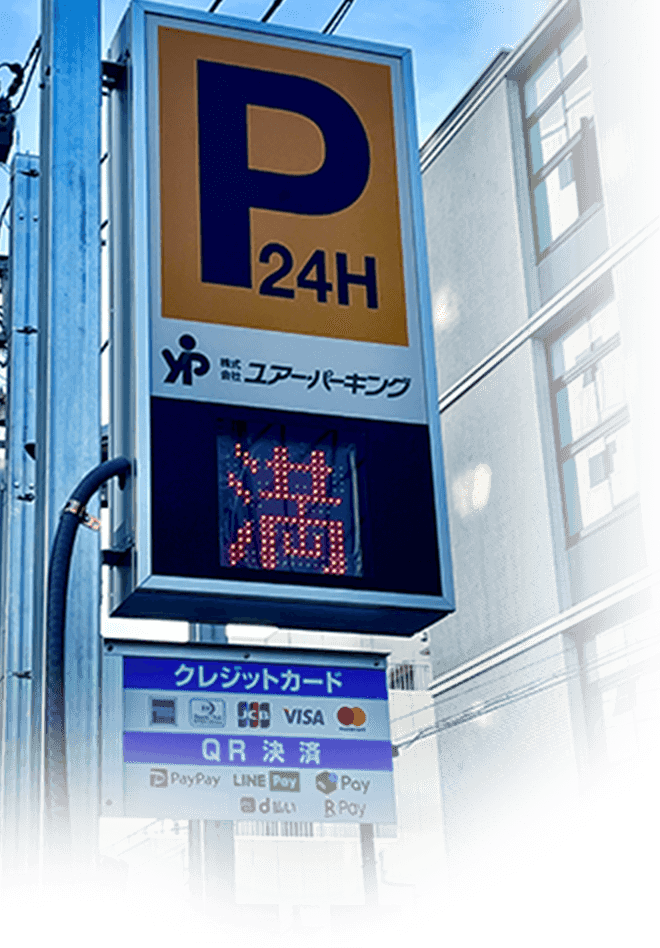 P
24H
YP 株式会社 ユアーパーキング
満
クレジットカード
JCB VISA
QR 決済
PayPay LINE Pay Pay
d払い R Pay